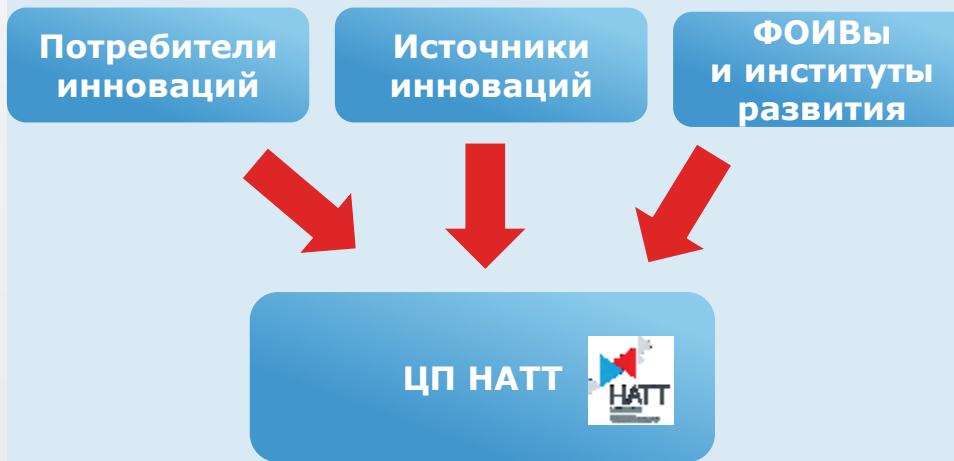 Потребители
инноваций
Источники
инноваций
ФОИВы
и институты
развития
ЦП НАТТ
НАТТ